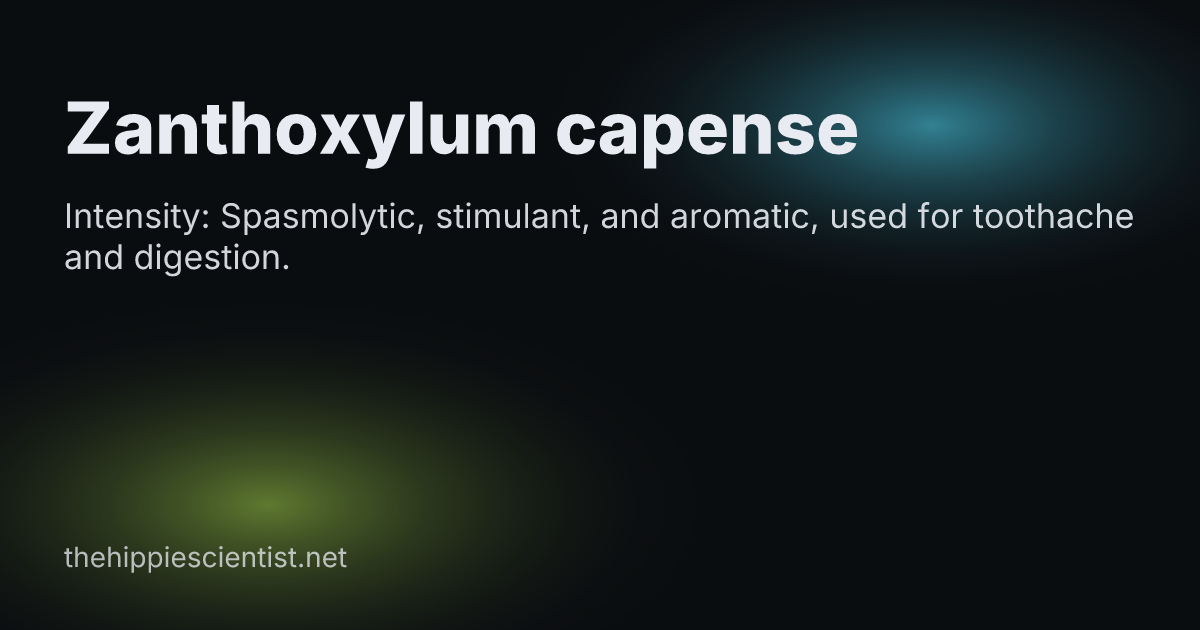 Zanthoxylum capense
Intensity: Spasmolytic, stimulant, and aromatic, used for toothache
and digestion.
thehippiescientist.net